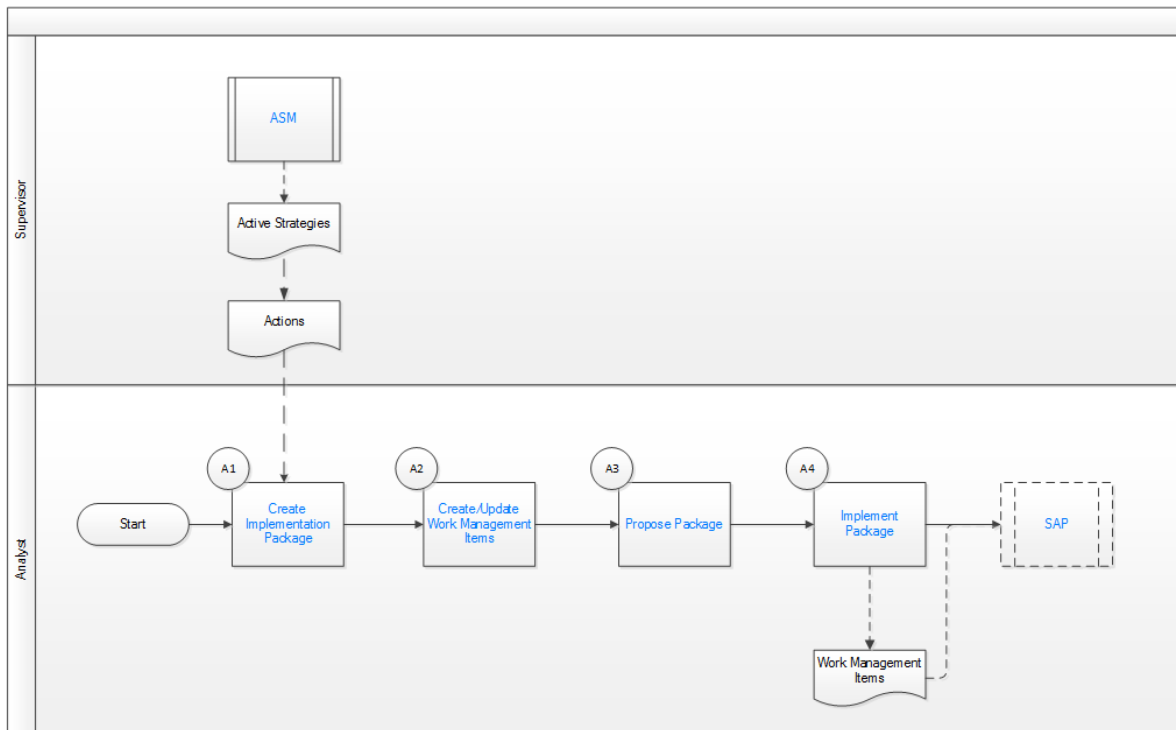 Supervisor
ASM
Active Strategies
Actions
Analyst
Start
A1
Create
Implementation
Package
A2
Create/Update
Work Management
Items
A3
Propose Package
A4
Implement
Package
SAP
Work Management
Items